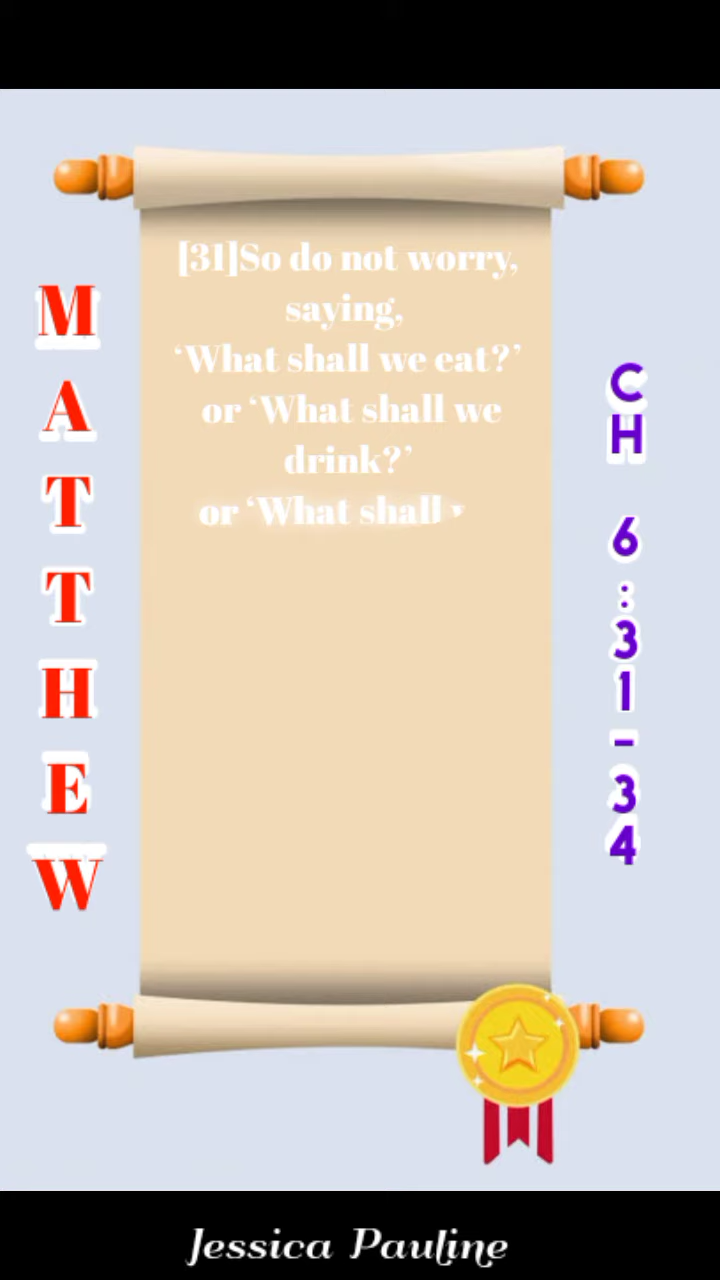 [31]So do not worry,
saying,
‘What shall we eat?’
or ‘What shall we
drink?’
or ‘What shall
MATTHEW
CH 6:31-34
Jessica Pauline